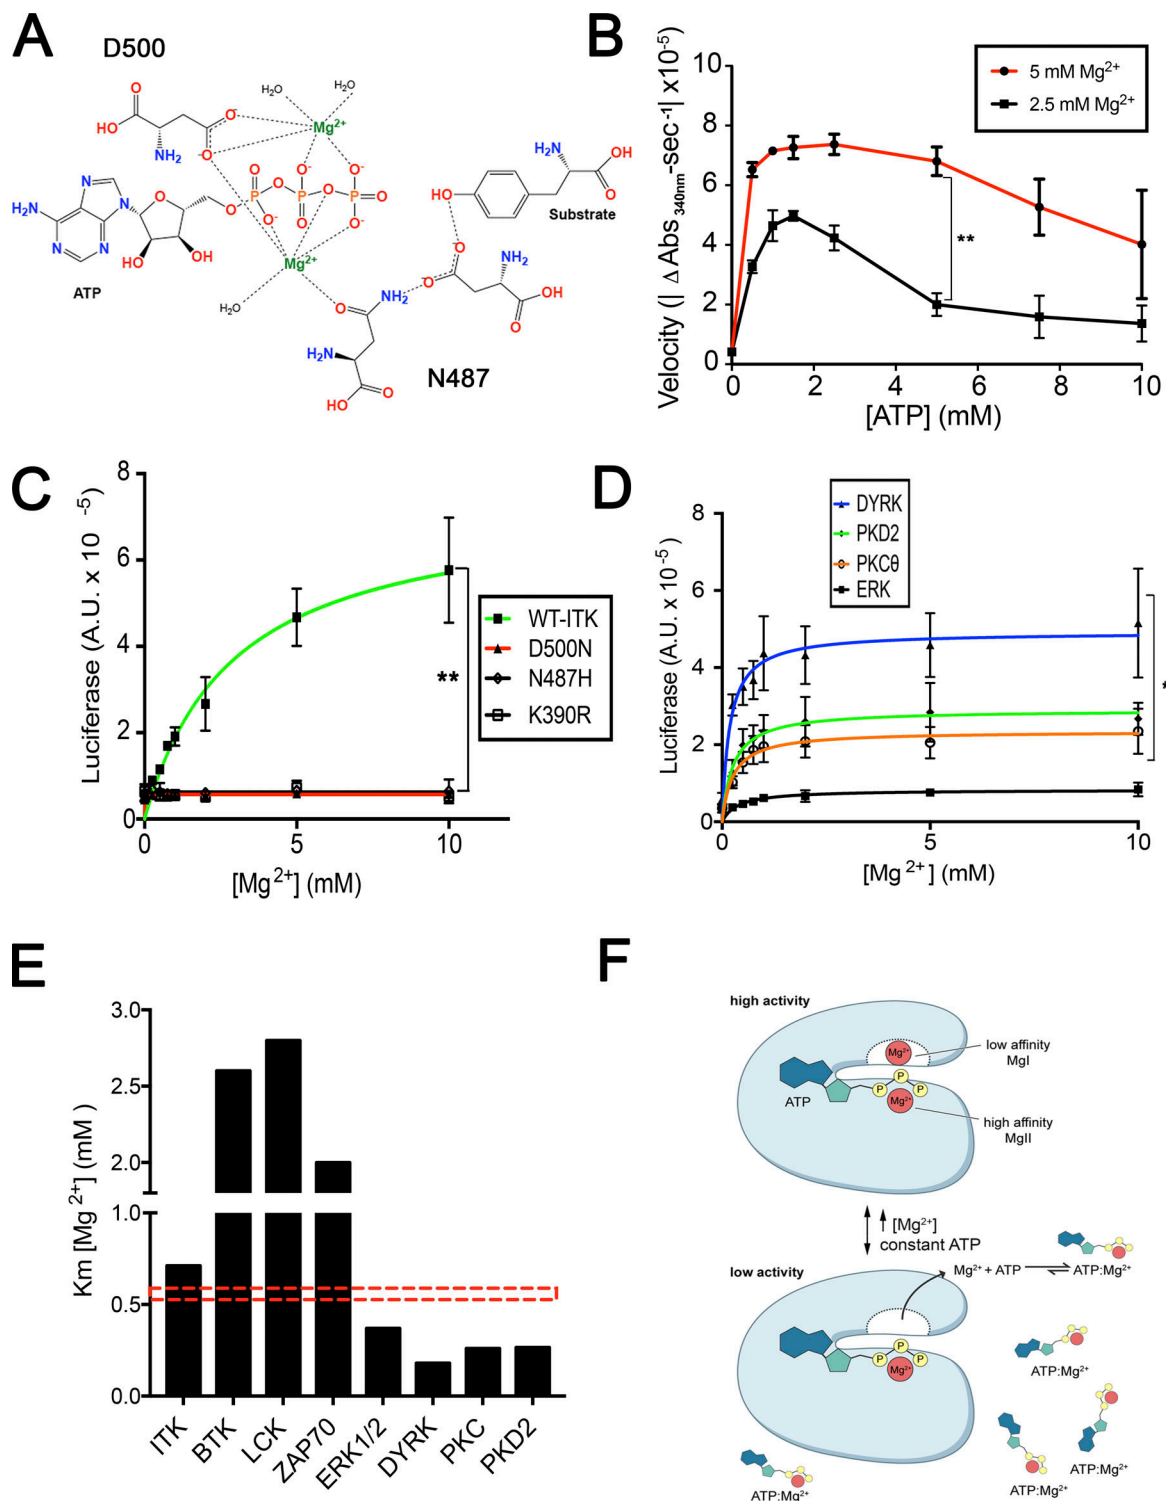 A
D500
O
HO
NH₂
O⁻
⁻O
H₂O
H₂O
Mg²⁺
H₂N
N
N
N
N
O
HO
OH
O
O
P
O⁻
O
O⁻
P
O
O
O
P
O
O⁻
ATP
Mg²⁺
H₂O
O
NH₂
H₂N
HO
O
N487
O
⁻O
NH₂
OH
O
HO
H₂N
OH
O
Substrate
B
Velocity (| Δ Abs 340nm-sec⁻¹| x10⁻⁵)
10
8
6
4
2
0
0 2 4 6 8 10
[ATP] (mM)
5 mM Mg²⁺
2.5 mM Mg²⁺
**
C
Luciferase (A.U. x 10 ⁻⁵)
8
6
4
2
0
0 5 10
[Mg²⁺] (mM)
WT-ITK
D500N
N487H
K390R
**
D
DYRK
PKD2
PKCθ
ERK
Luciferase (A.U. x 10⁻⁵)
8
6
4
2
0
0 5 10
[Mg²⁺] (mM)
*
E
Km [Mg²⁺] (mM )
3.0
2.5
2.0
1.0
0.5
0.0
ITK
BTK
LCK
ZAP70
ERK1/2
DYRK
PKC
PKD2
F
high activity
Mg²⁺
low affinity
MgI
P
P
P
ATP
Mg²⁺
high affinity
MgII
[Mg²⁺]
constant ATP
low activity
Mg²⁺ + ATP
ATP:Mg²⁺
P
P
P
Mg²⁺
ATP:Mg²⁺
ATP:Mg²⁺
ATP:Mg²⁺
ATP:Mg²⁺